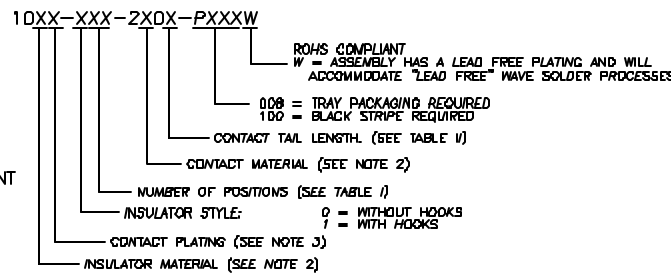 10XX-XXX-2X0X-PXXXW
ROHS COMPLIANT
W = ASSEMBLY HAS A LEAD FREE PLATING AND WILL
ACCOMMODATE "LEAD FREE" WAVE SOLDER PROCESSES
008 = TRAY PACKAGING REQUIRED
100 = BLACK STRIPE REQUIRED
CONTACT TAIL LENGTH. (SEE TABLE II)
CONTACT MATERIAL (SEE NOTE 2)
NUMBER OF POSITIONS (SEE TABLE I)
INSULATOR STYLE: 0 = WITHOUT HOOKS
1 = WITH HOOKS
CONTACT PLATING (SEE NOTE 3)
INSULATOR MATERIAL (SEE NOTE 2)